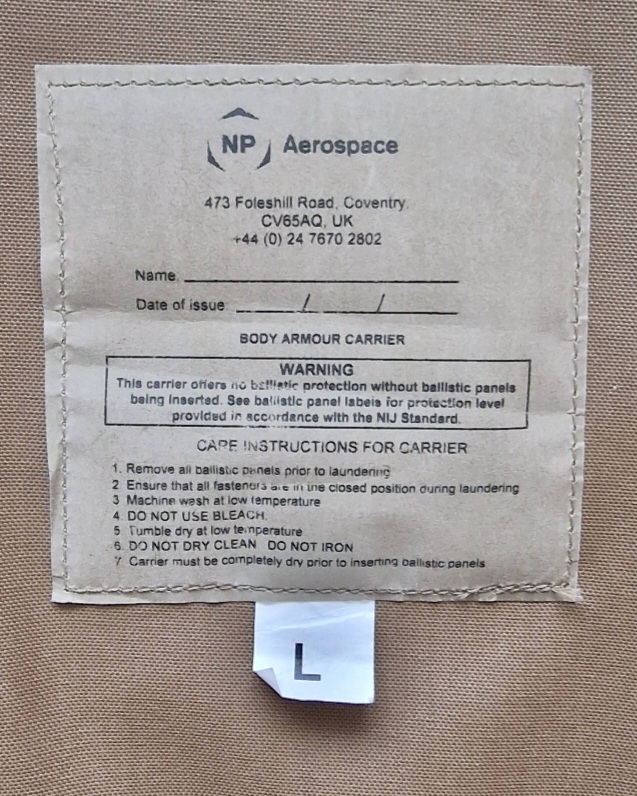 NP Aerospace
473 Foleshill Road, Coventry,
CV65AQ, UK
+44 (0) 24 7670 2802
Name
Date of issue / /
BODY ARMOUR CARRIER
WARNING
This carrier offers no ballistic protection without ballistic panels
being inserted. See ballistic panel labels for protection level
provided in accordance with the NIJ Standard.
CARE INSTRUCTIONS FOR CARRIER
1. Remove all ballistic panels prior to laundering
2 Ensure that all fasteners are in the closed position during laundering
3 Machine wash at low temperature
4 DO NOT USE BLEACH
5 Tumble dry at low temperature
6 DO NOT DRY CLEAN DO NOT IRON
7 Carrier must be completely dry prior to inserting ballistic panels
L